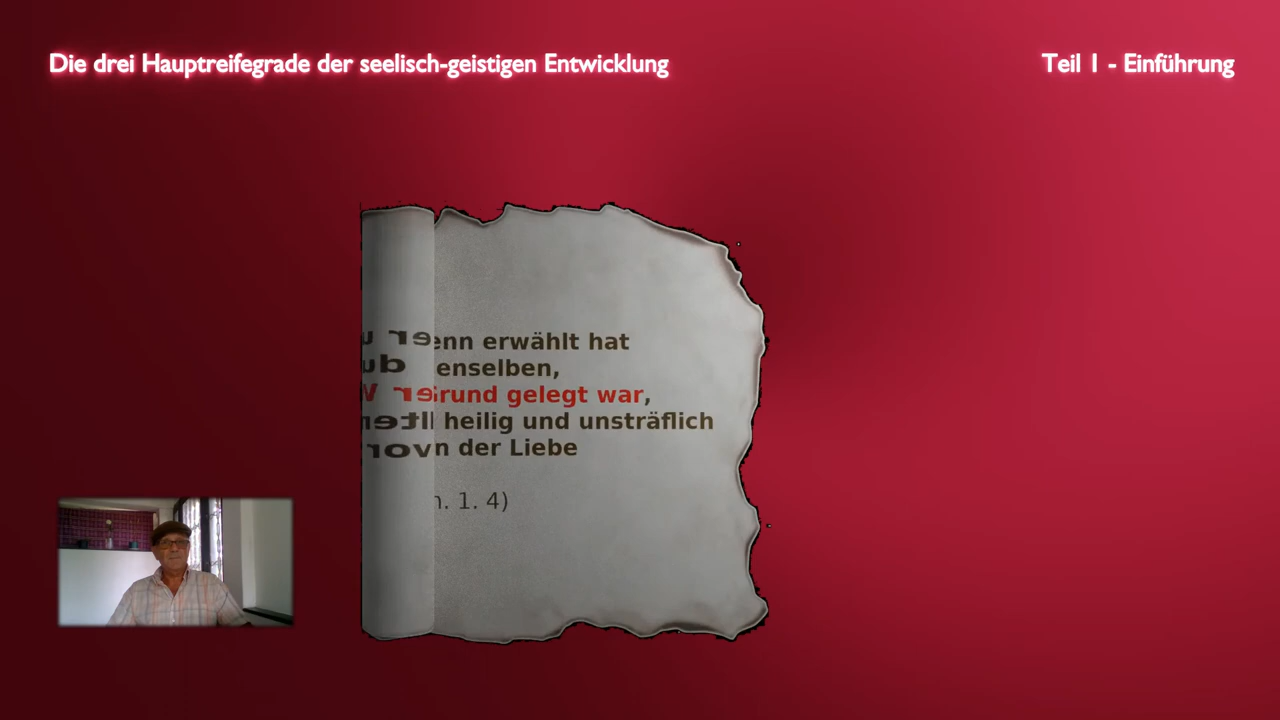 Die drei Hauptreifegrade der seelisch-geistigen Entwicklung
Teil 1 - Einführung
enn erwählt hat
enselben,
rund gelegt war,
heilig und unsträflich
n der Liebe
1. 4)